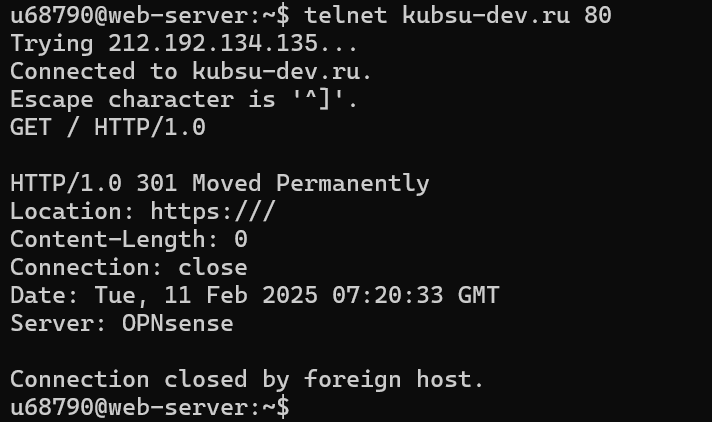 u68790@web-server:~$ telnet kubsu-dev.ru 80
Trying 212.192.134.135...
Connected to kubsu-dev.ru.
Escape character is '^]'.
GET / HTTP/1.0

HTTP/1.0 301 Moved Permanently
Location: https:///
Content-Length: 0
Connection: close
Date: Tue, 11 Feb 2025 07:20:33 GMT
Server: OPNsense

Connection closed by foreign host.
u68790@web-server:~$